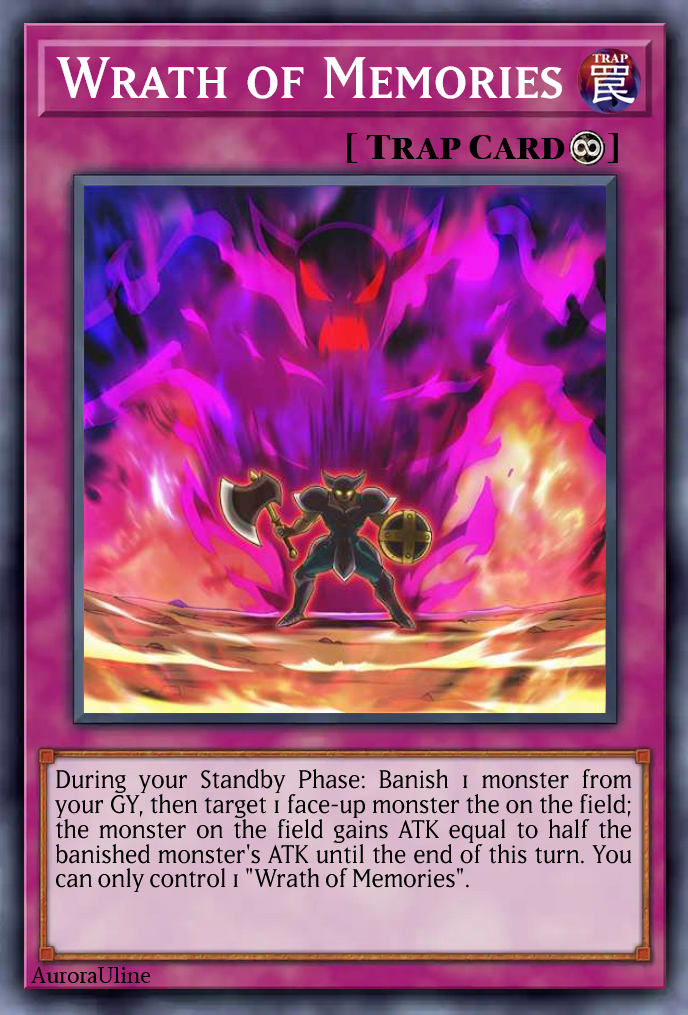 WRATH OF MEMORIES
TRAP
罠
[ TRAP CARD ]
During your Standby Phase: Banish 1 monster from
your GY, then target 1 face-up monster the on the field;
the monster on the field gains ATK equal to half the
banished monster's ATK until the end of this turn. You
can only control 1 "Wrath of Memories".
AuroraUline